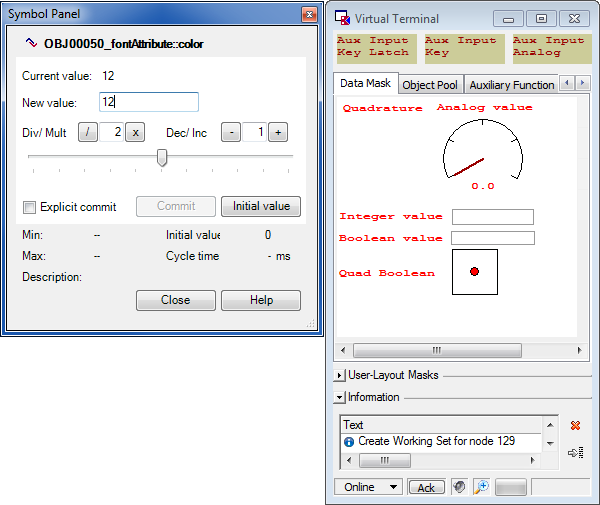 Symbol Panel
OBJ00050_fontAttribute::color
Current value: 12
New value: 12
Div/ Mult / 2 x Dec/ Inc - 1 +
Explicit commit Commit Initial value
Min: -- Initial value 0
Max: -- Cycle time - ms
Description:
Close Help
Virtual Terminal
Aux Input Aux Input Aux Input
Key Latch Key Analog
Data Mask Object Pool Auxiliary Function
Quadrature Analog value
0.0
Integer value
Boolean value
Quad Boolean
User-Layout Masks
Information
Text
Create Working Set for node 129
Online Ack